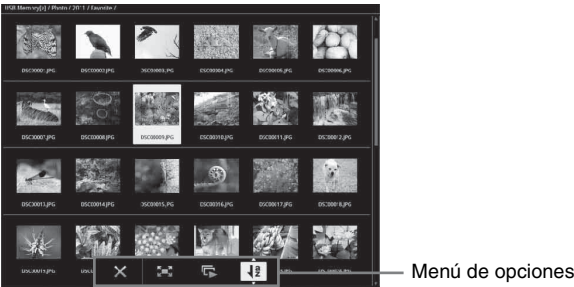 USB Memory[s] / Photo / 2011 / Favorite /
DSC00001.JPG DSC00002.JPG DSC00003.JPG DSC00004.JPG DSC00005.JPG DSC00006.JPG
DSC00007.JPG DSC00008.JPG DSC00009.JPG DSC00010.JPG DSC00011.JPG DSC00012.JPG
DSC00013.JPG DSC00014.JPG DSC00015.JPG DSC00016.JPG DSC00017.JPG DSC00018.JPG
DSC00019.JPG
Menú de opciones